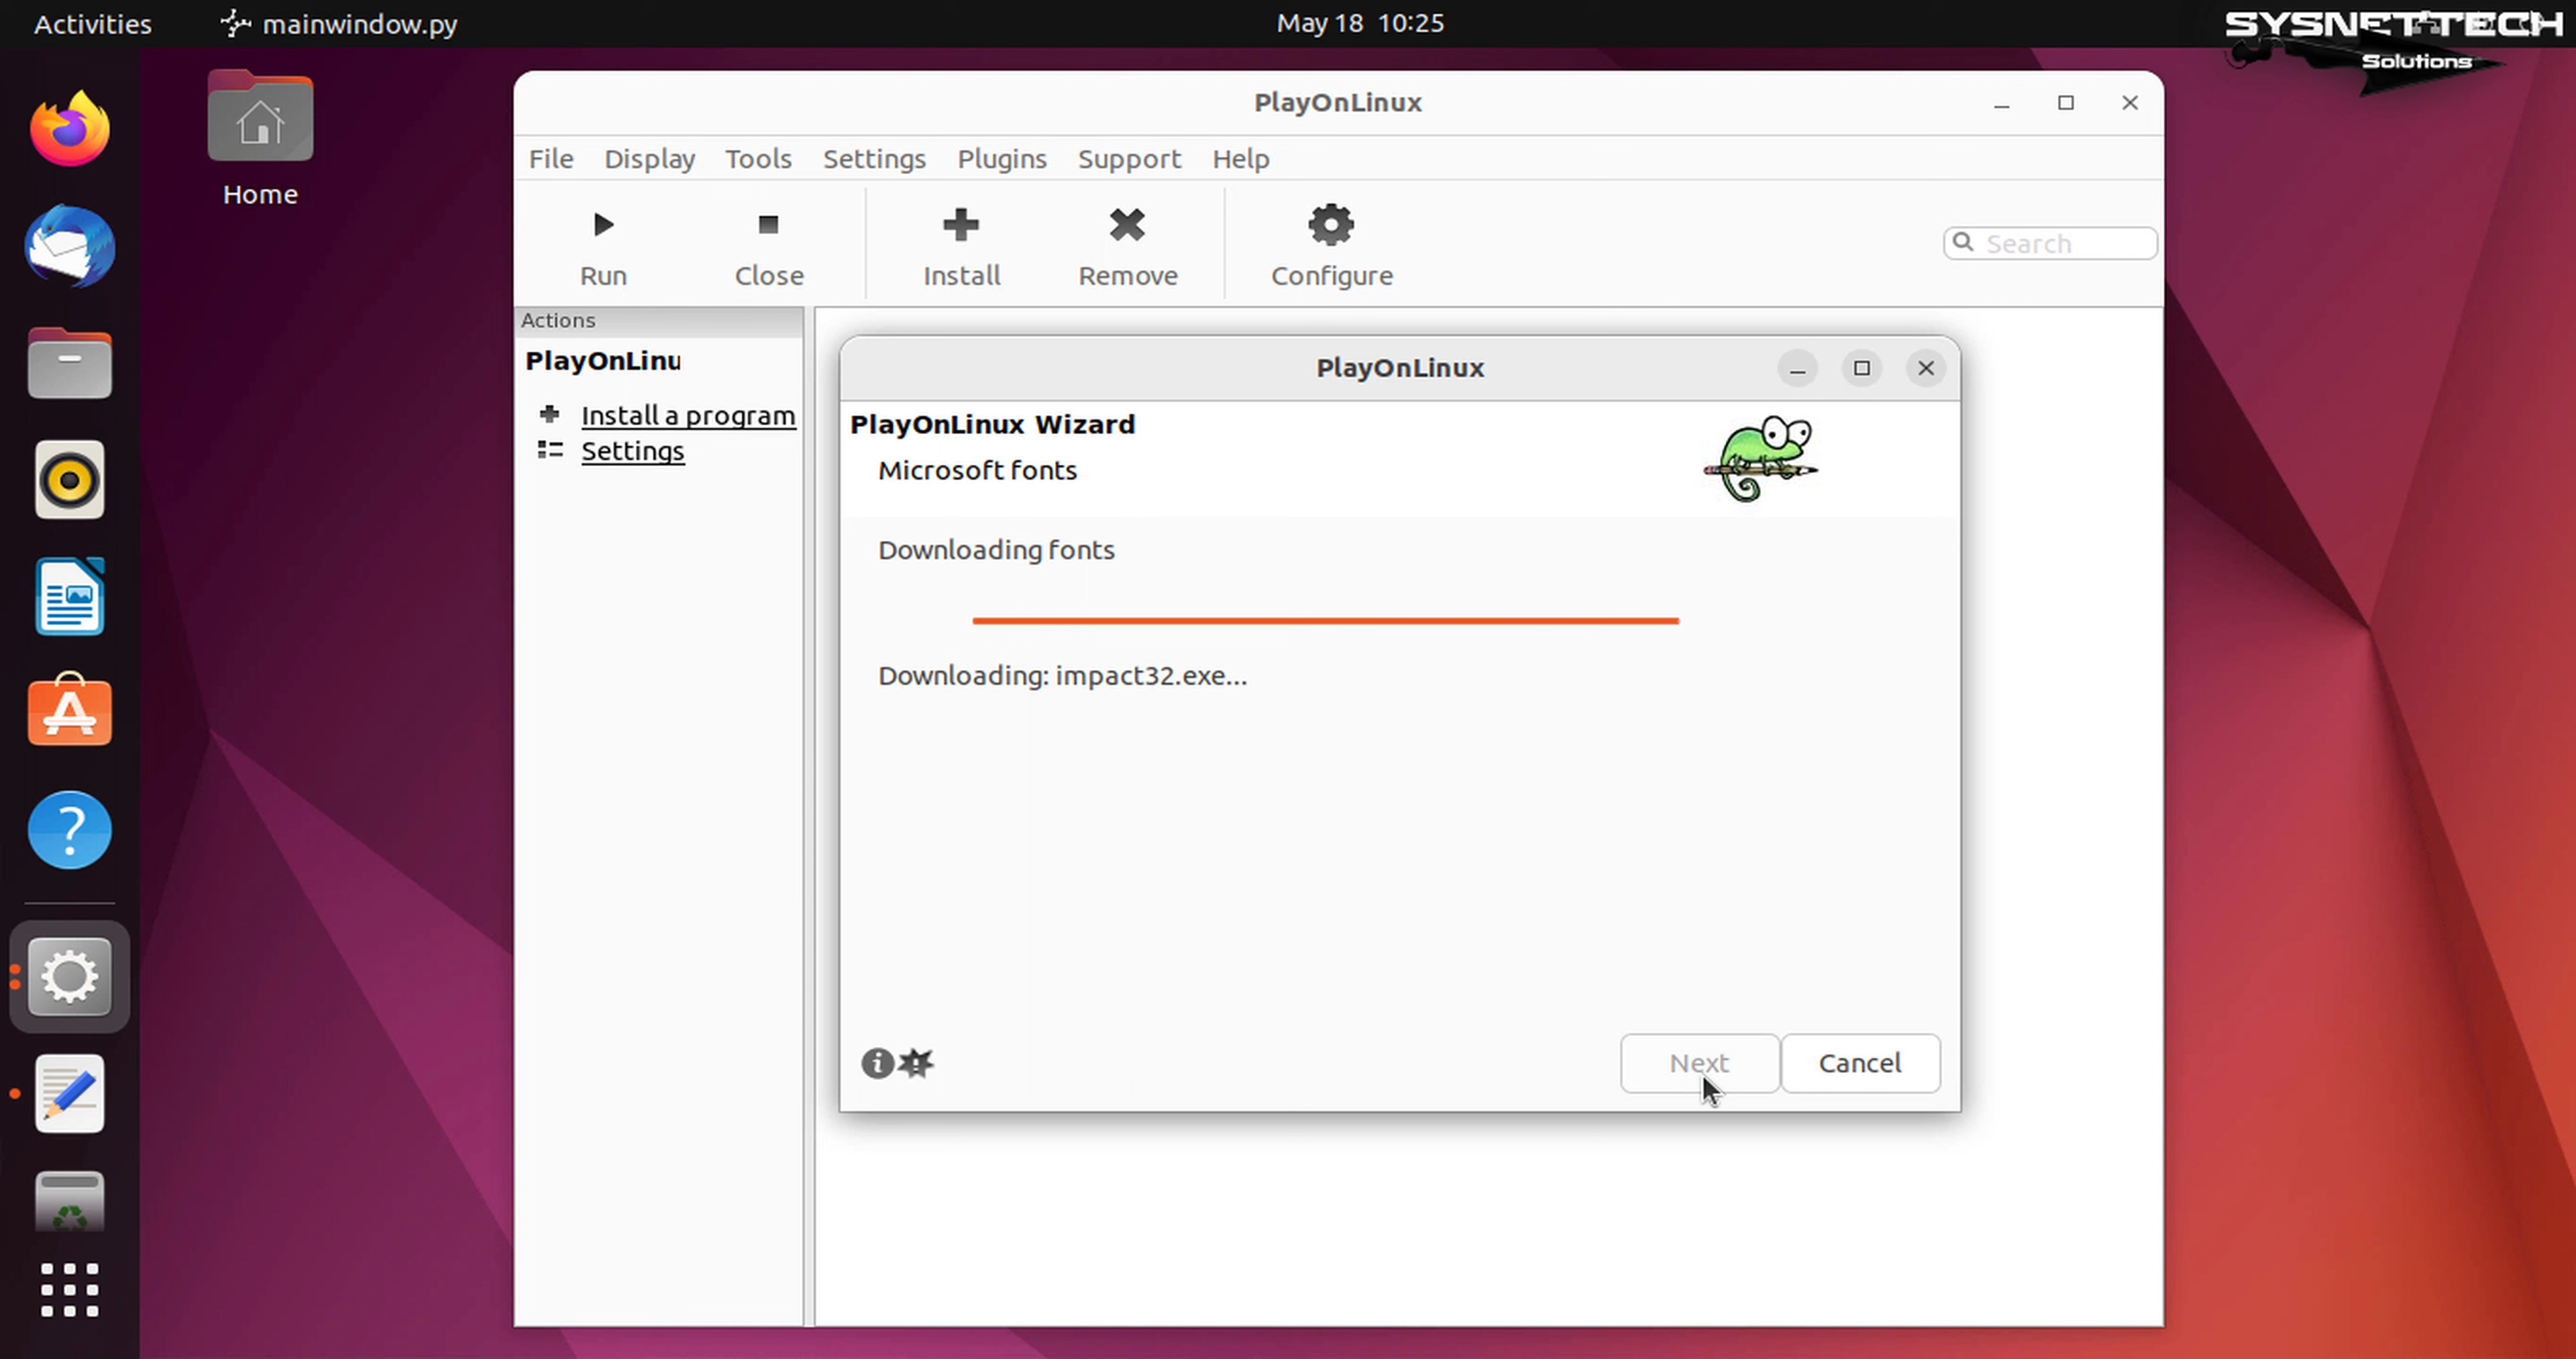 Activities
mainwindow.py
May 18 10:25
SYSNETTECH
Solutions
Home
PlayOnLinux
File Display Tools Settings Plugins Support Help
Run
Close
Install
Remove
Configure
Search
Actions
PlayOnLinu
Install a program
Settings
PlayOnLinux
PlayOnLinux Wizard
Microsoft fonts
Downloading fonts
Downloading: impact32.exe...
Next
Cancel